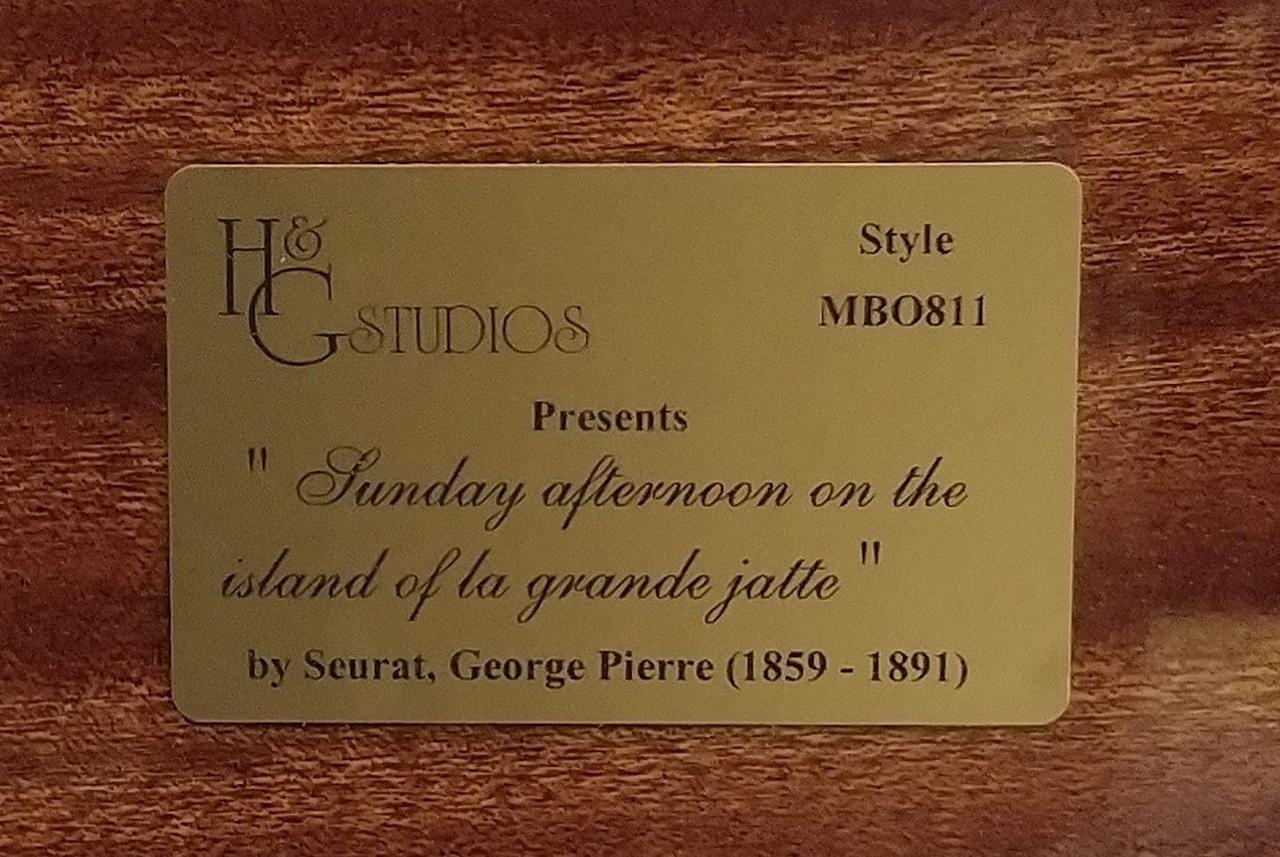 H&G STUDIOS
Style
MBO811
Presents
" Sunday afternoon on the
island of la grande jatte "
by Seurat, George Pierre (1859 - 1891)